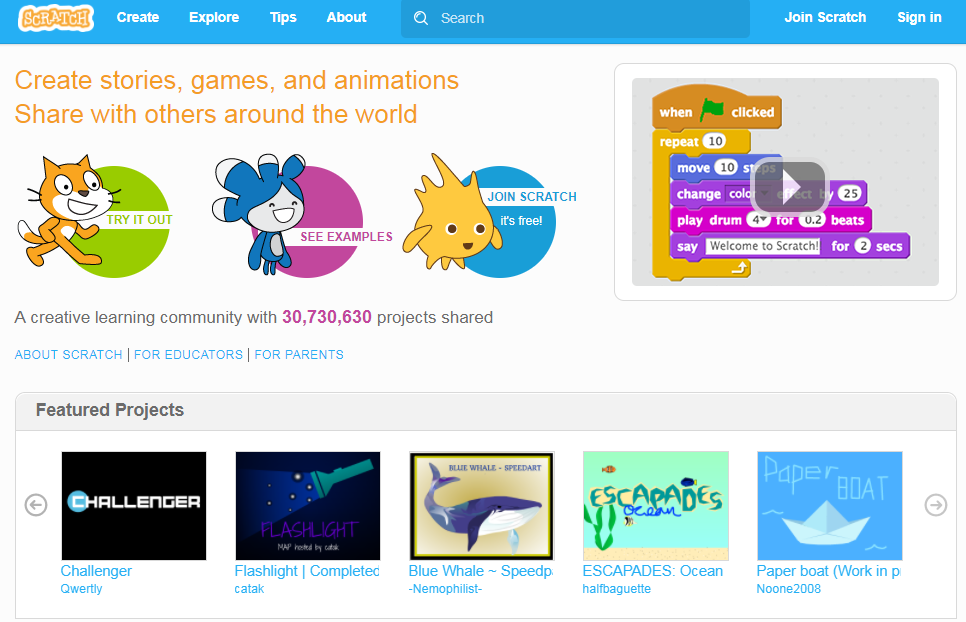 SCRATCH Create Explore Tips About Search Join Scratch Sign in
Create stories, games, and animations
Share with others around the world
TRY IT OUT
SEE EXAMPLES
JOIN SCRATCH
it's free!
when clicked
repeat 10
move 10 steps
change color effect by 25
play drum 4 for 0.2 beats
say Welcome to Scratch! for 2 secs
A creative learning community with 30,730,630 projects shared
ABOUT SCRATCH | FOR EDUCATORS | FOR PARENTS
Featured Projects
CHALLENGER
FLASHLIGHT
MAP hosted by catak
BLUE WHALE ~ SPEEDART
ESCAPADES
Ocean
Paper BOAT
Challenger
Qwertly
Flashlight | Completed
catak
Blue Whale ~ Speedp
-Nemophilist-
ESCAPADES: Ocean
halfbaguette
Paper boat (Work in p
Noone2008